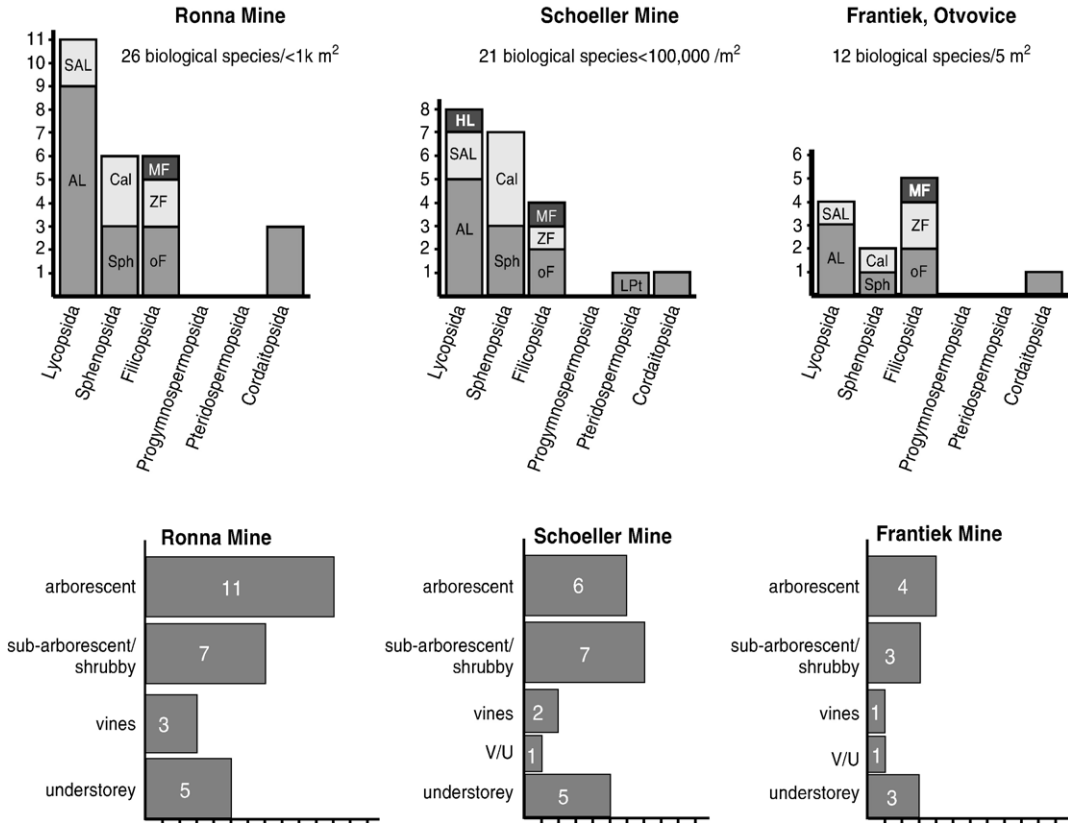 Ronna Mine
26 biological species/<1k m²
11
10
9
8
7
6
5
4
3
2
1
SAL
AL
Cal
Sph
MF
ZF
oF
Lycopsida
Sphenopsida
Filicopsida
Progymnospermopsida
Pteridospermopsida
Cordaitopsida
Schoeller Mine
21 biological species<100,000 /m²
8
7
6
5
4
3
2
1
HL
SAL
AL
Cal
Sph
MF
ZF
oF
LPt
Lycopsida
Sphenopsida
Filicopsida
Progymnospermopsida
Pteridospermopsida
Cordaitopsida
Frantiek, Otvovice
12 biological species/5 m²
6
5
4
3
2
1
SAL
AL
Cal
Sph
MF
ZF
oF
Lycopsida
Sphenopsida
Filicopsida
Progymnospermopsida
Pteridospermopsida
Cordaitopsida
Ronna Mine
arborescent 11
sub-arborescent/
shrubby 7
vines 3
understorey 5
Schoeller Mine
arborescent 6
sub-arborescent/
shrubby 7
vines 2
V/U 1
understorey 5
Frantiek Mine
arborescent 4
sub-arborescent/
shrubby 3
vines 1
V/U 1
understorey 3